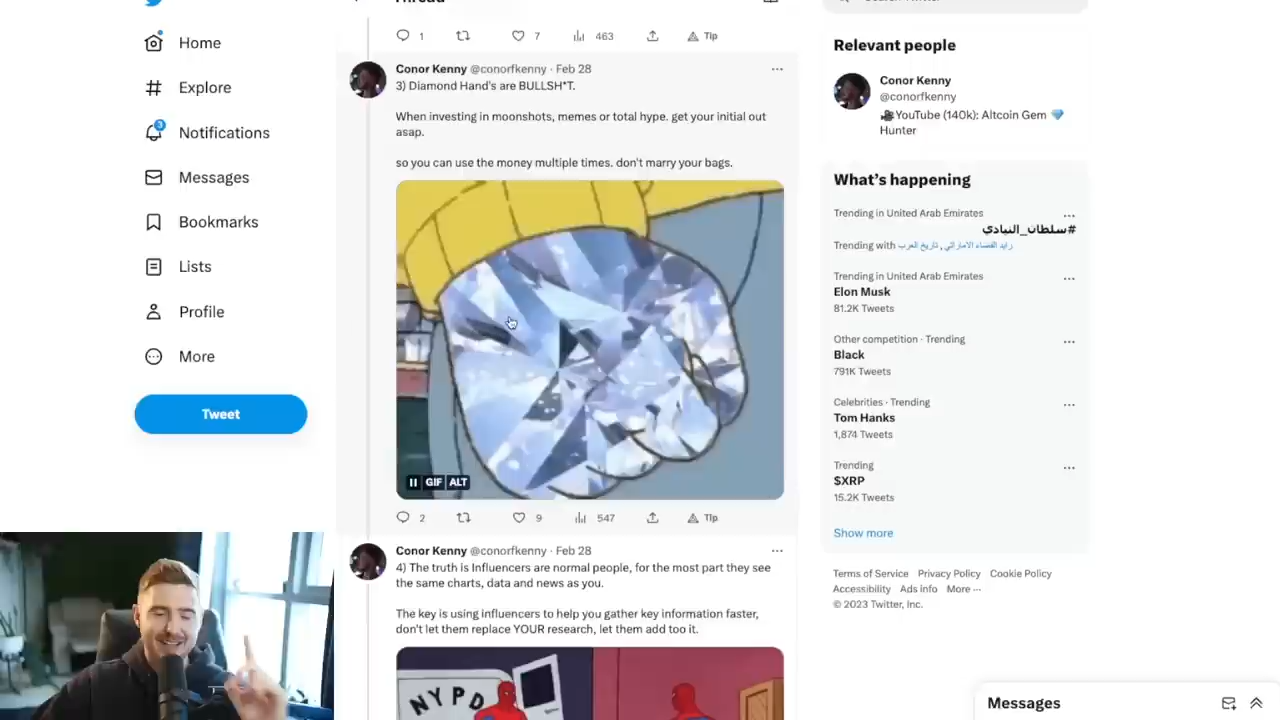 Home
Explore
3
Notifications
Messages
Bookmarks
Lists
Profile
More
Tweet
1
7
463
Tip
Conor Kenny @conorfkenny · Feb 28
3) Diamond Hand's are BULLSH*T.
When investing in moonshots, memes or total hype. get your initial out
asap.
so you can use the money multiple times. don't marry your bags.
GIF ALT
2
9
547
Tip
Conor Kenny @conorfkenny · Feb 28
4) The truth is Influencers are normal people, for the most part they see
the same charts, data and news as you.
The key is using influencers to help you gather key information faster,
don't let them replace YOUR research, let them add too it.
NYPD
Relevant people
Conor Kenny
@conorfkenny
🎥YouTube (140k): Altcoin Gem 💎
Hunter
What's happening
Trending in United Arab Emirates
#سلطان_النيادي
Trending with رايد الفضاء الاماراتي, تاريخ العرب
Trending in United Arab Emirates
Elon Musk
81.2K Tweets
Other competition · Trending
Black
791K Tweets
Celebrities · Trending
Tom Hanks
1,874 Tweets
Trending
$XRP
15.2K Tweets
Show more
Terms of Service Privacy Policy Cookie Policy
Accessibility Ads info More ...
© 2023 Twitter, Inc.
Messages